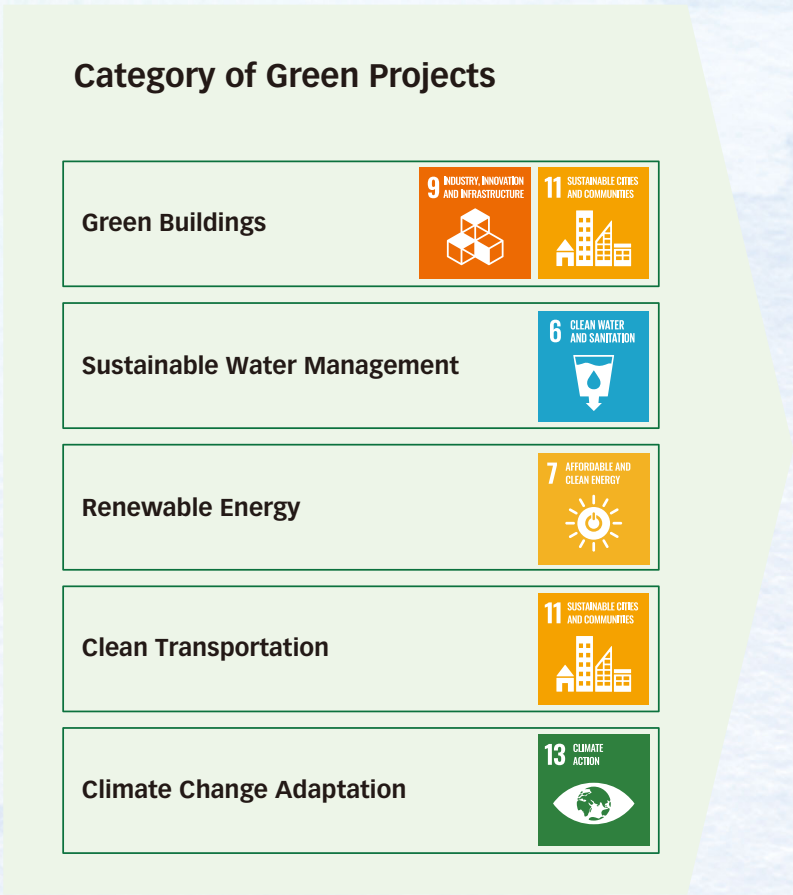 Category of Green Projects
Green Buildings
9 INDUSTRY, INNOVATION
AND INFRASTRUCTURE
11 SUSTAINABLE CITIES
AND COMMUNITIES
Sustainable Water Management
6 CLEAN WATER
AND SANITATION
Renewable Energy
7 AFFORDABLE AND
CLEAN ENERGY
Clean Transportation
11 SUSTAINABLE CITIES
AND COMMUNITIES
Climate Change Adaptation
13 CLIMATE
ACTION